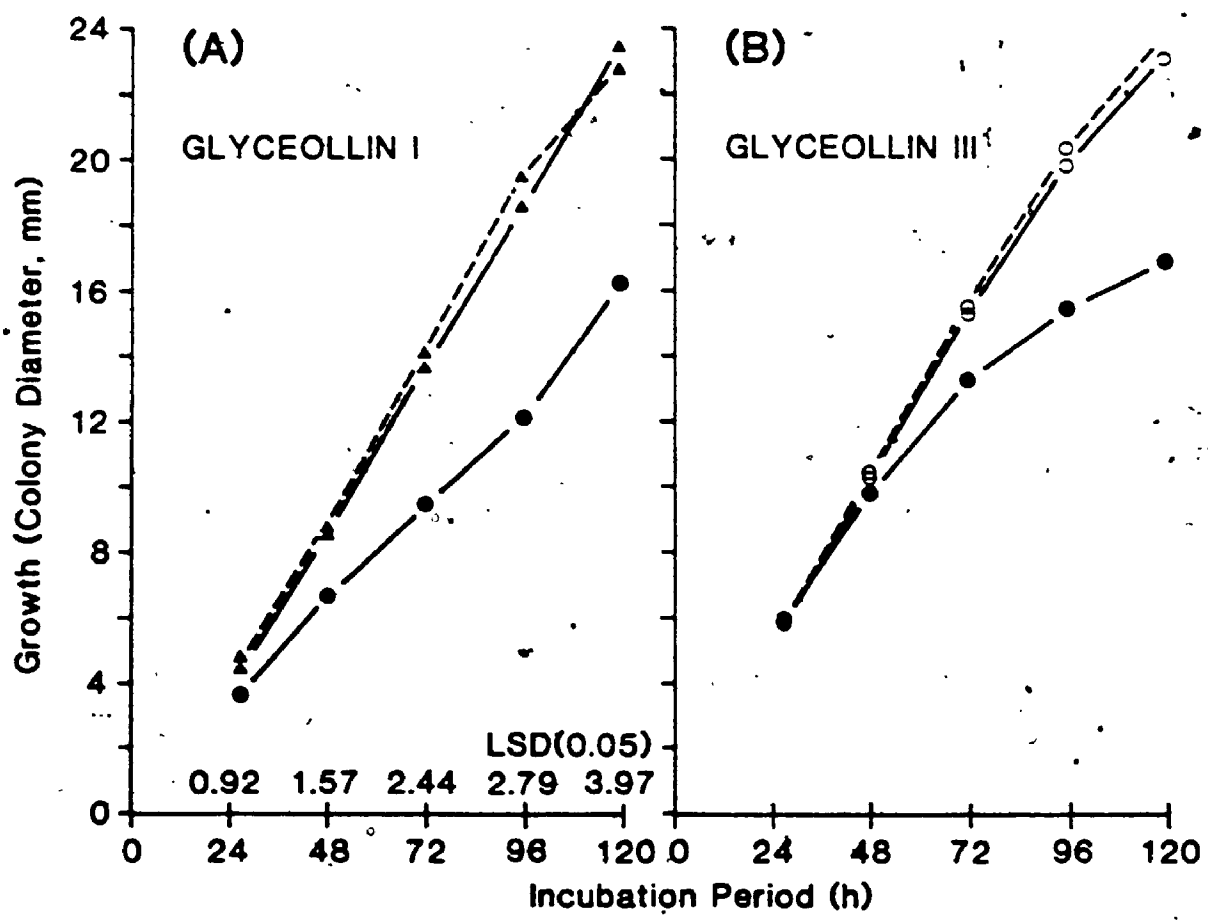 (A)
(B)
GLYCEOLLIN I
GLYCEOLLIN III
Growth (Colony Diameter, mm)
24
20
16
12
8
4
0
LSD(0.05)
0.92 1.57 2.44 2.79 3.97
0 24 48 72 96 120
0 24 48 72 96 120
Incubation Period (h)